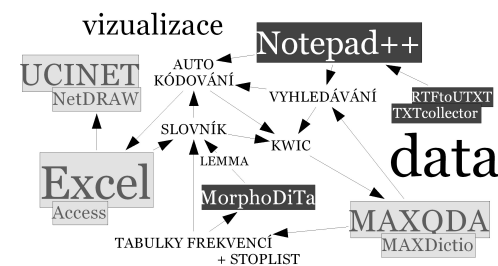 vizualizace
Notepad++
UCINET
NetDRAW
AUTO
KÓDOVÁNÍ
VYHLEDÁVÁNÍ
RTFtoUTXT
TXTcollector
SLOVNÍK
KWIC
data
LEMMA
Excel
Access
MorphoDiTa
MAXQDA
MAXDictio
TABULKY FREKVENCÍ
+ STOPLIST